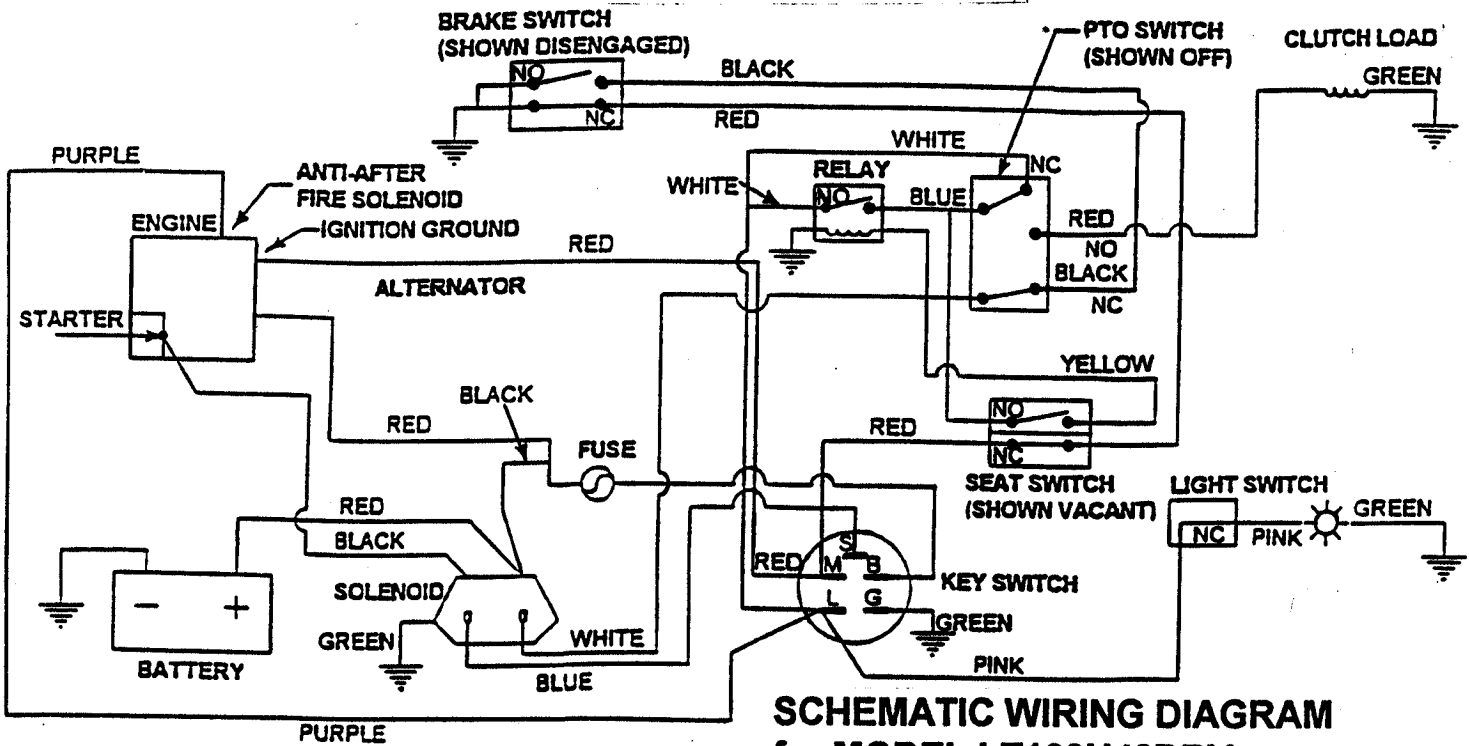 BRAKE SWITCH
(SHOWN DISENGAGED)
PTO SWITCH
(SHOWN OFF)
CLUTCH LOAD
GREEN
NO
NC
BLACK
RED
PURPLE
ANTI-AFTER
FIRE SOLENOID
IGNITION GROUND
ENGINE
WHITE
WHITE
RELAY
NO
BLUE
NC
RED
NO
BLACK
NC
RED
ALTERNATOR
STARTER
YELLOW
BLACK
RED
FUSE
RED
NO
NC
SEAT SWITCH
(SHOWN VACANT)
LIGHT SWITCH
NC
PINK
GREEN
RED
BLACK
SOLENOID
GREEN
WHITE
BLUE
- +
BATTERY
RED
S
M B
L G
KEY SWITCH
GREEN
PINK
PURPLE
SCHEMATIC WIRING DIAGRAM